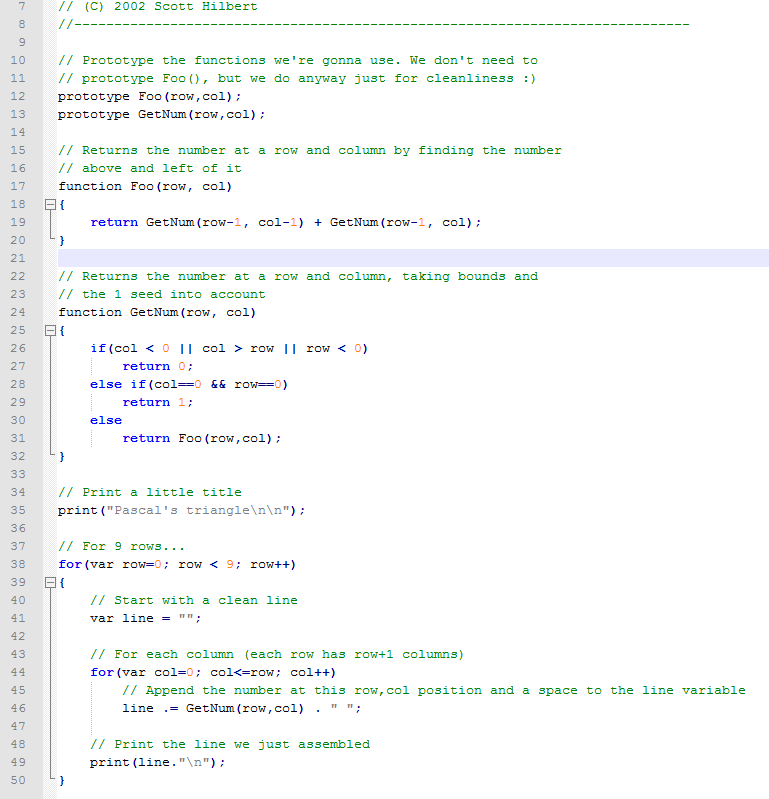 7 // (C) 2002 Scott Hilbert
8 //-----------------------------------------------------------------------------
9
10 // Prototype the functions we're gonna use. We don't need to
11 // prototype Foo(), but we do anyway just for cleanliness :)
12 prototype Foo(row,col);
13 prototype GetNum(row,col);
14
15 // Returns the number at a row and column by finding the number
16 // above and left of it
17 function Foo(row, col)
18 {
19     return GetNum(row-1, col-1) + GetNum(row-1, col);
20 }
21
22 // Returns the number at a row and column, taking bounds and
23 // the 1 seed into account
24 function GetNum(row, col)
25 {
26     if(col < 0 || col > row || row < 0)
27         return 0;
28     else if(col==0 && row==0)
29         return 1;
30     else
31         return Foo(row,col);
32 }
33
34 // Print a little title
35 print("Pascal's triangle\n\n");
36
37 // For 9 rows...
38 for(var row=0; row < 9; row++)
39 {
40     // Start with a clean line
41     var line = "";
42
43     // For each column (each row has row+1 columns)
44     for(var col=0; col<=row; col++)
45         // Append the number at this row,col position and a space to the line variable
46         line .= GetNum(row,col) . " ";
47
48     // Print the line we just assembled
49     print(line."\n");
50 }